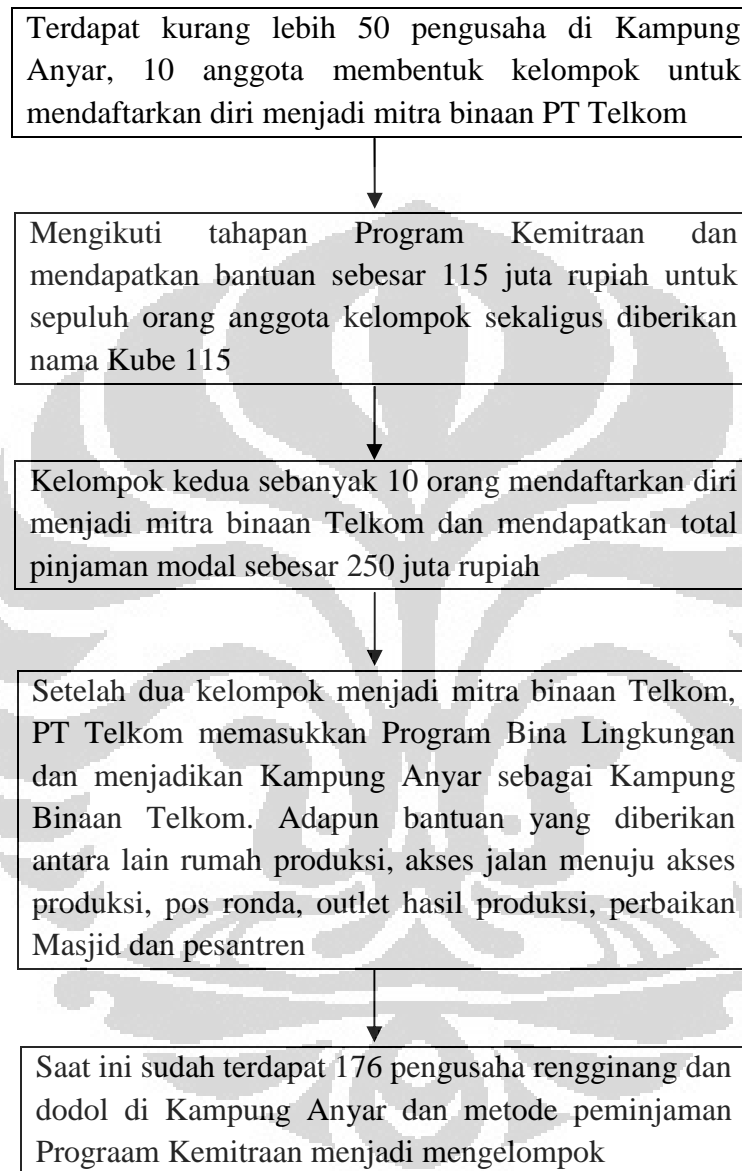 Terdapat kurang lebih 50 pengusaha di Kampung
Anyar, 10 anggota membentuk kelompok untuk
mendaftarkan diri menjadi mitra binaan PT Telkom
Mengikuti tahapan Program Kemitraan dan
mendapatkan bantuan sebesar 115 juta rupiah untuk
sepuluh orang anggota kelompok sekaligus diberikan
nama Kube 115
Kelompok kedua sebanyak 10 orang mendaftarkan diri
menjadi mitra binaan Telkom dan mendapatkan total
pinjaman modal sebesar 250 juta rupiah
Setelah dua kelompok menjadi mitra binaan Telkom,
PT Telkom memasukkan Program Bina Lingkungan
dan menjadikan Kampung Anyar sebagai Kampung
Binaan Telkom. Adapun bantuan yang diberikan
antara lain rumah produksi, akses jalan menuju akses
produksi, pos ronda, outlet hasil produksi, perbaikan
Masjid dan pesantren
Saat ini sudah terdapat 176 pengusaha rengginang dan
dodol di Kampung Anyar dan metode peminjaman
Prograam Kemitraan menjadi mengelompok